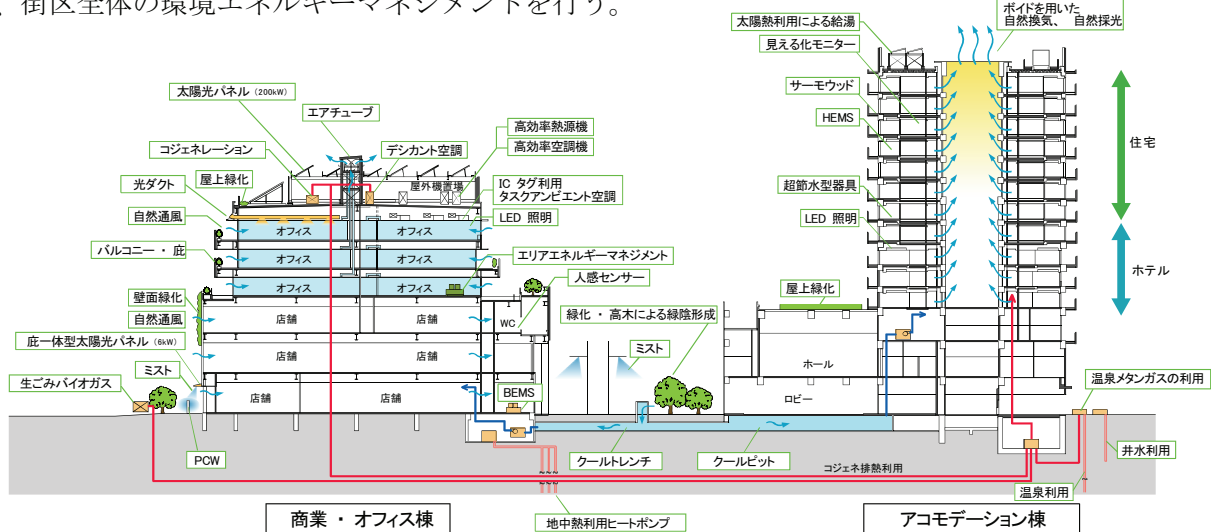 、街区全体の環境エネルギーマネジメントを行う。
ボイドを用いた
自然換気、 自然採光
太陽熱利用による給湯
見える化モニター
サーモウッド
HEMS
超節水型器具
LED 照明
住宅
ホテル
太陽光パネル (200kW)
エアチューブ
高効率熱源機
高効率空調機
コジェネレーション
デシカント空調
光ダクト
屋上緑化
屋外機置場
IC タグ利用
タスクアンビエント空調
自然通風
LED 照明
オフィス
オフィス
バルコニー ・ 庇
オフィス
オフィス
エリアエネルギーマネジメント
オフィス
オフィス
人感センサー
壁面緑化
自然通風
店舗
店舗
WC
緑化 ・ 高木による緑陰形成
屋上緑化
庇一体型太陽光パネル (6kW)
店舗
店舗
ミスト
ホール
ミスト
生ごみバイオガス
店舗
店舗
BEMS
ロビー
温泉メタンガスの利用
PCW
クールトレンチ
クールピット
コジェネ排熱利用
井水利用
温泉利用
地中熱利用ヒートポンプ
商業 ・ オフィス棟
アコモデーション棟